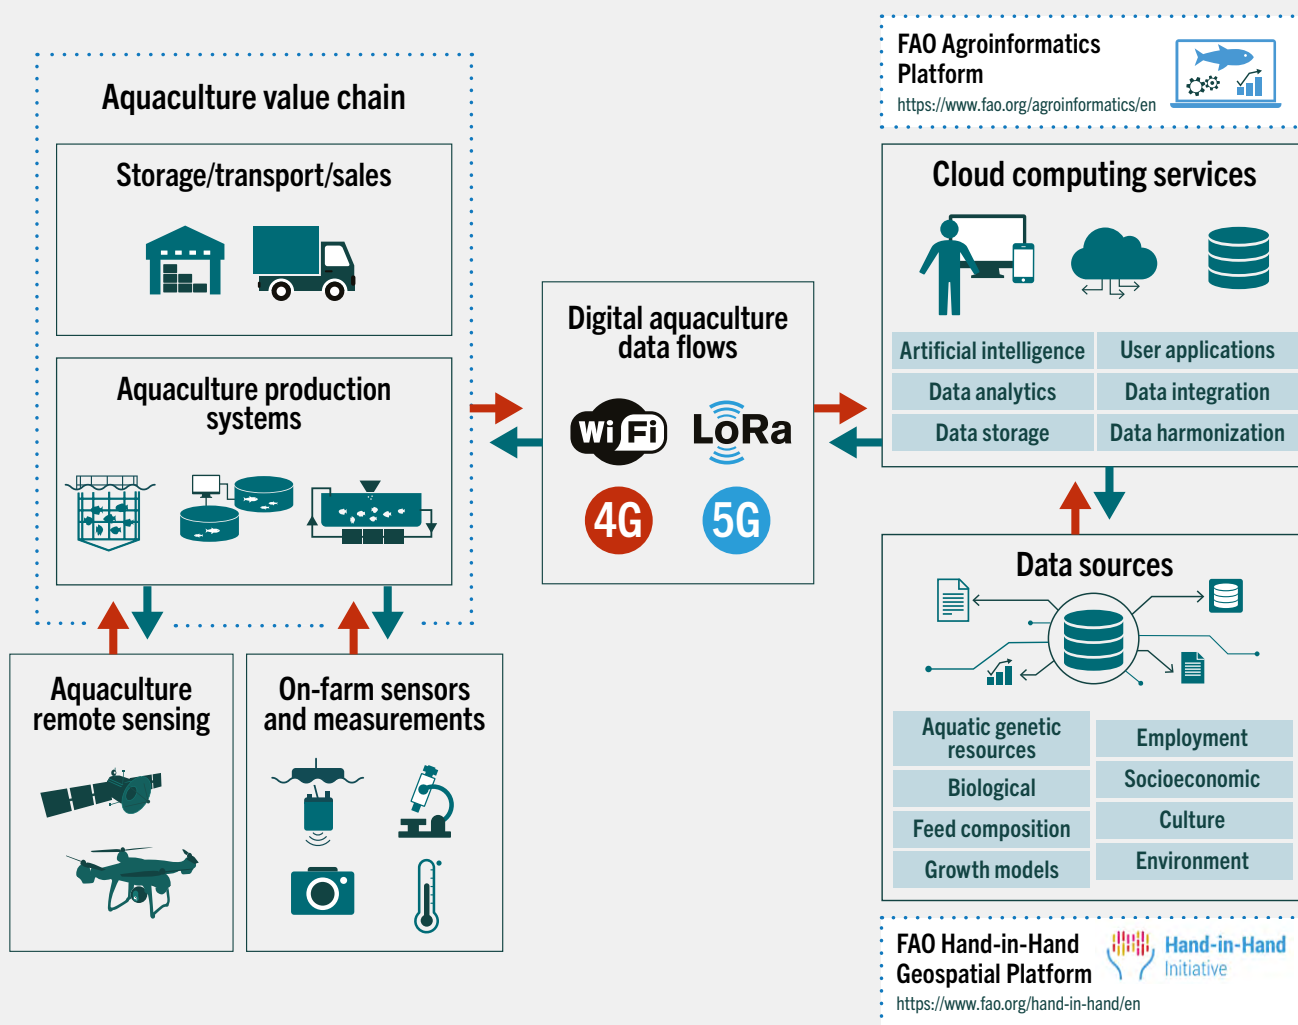 Aquaculture value chain
Storage/transport/sales
Aquaculture production
systems
Aquaculture
remote sensing
On-farm sensors
and measurements
Digital aquaculture
data flows
WiFi
LoRa
4G
5G
FAO Agroinformatics
Platform
https://www.fao.org/agroinformatics/en
Cloud computing services
Artificial intelligence
User applications
Data analytics
Data integration
Data storage
Data harmonization
Data sources
Aquatic genetic
resources
Biological
Feed composition
Growth models
Employment
Socioeconomic
Culture
Environment
FAO Hand-in-Hand
Geospatial Platform
https://www.fao.org/hand-in-hand/en
Hand-in-Hand
Initiative